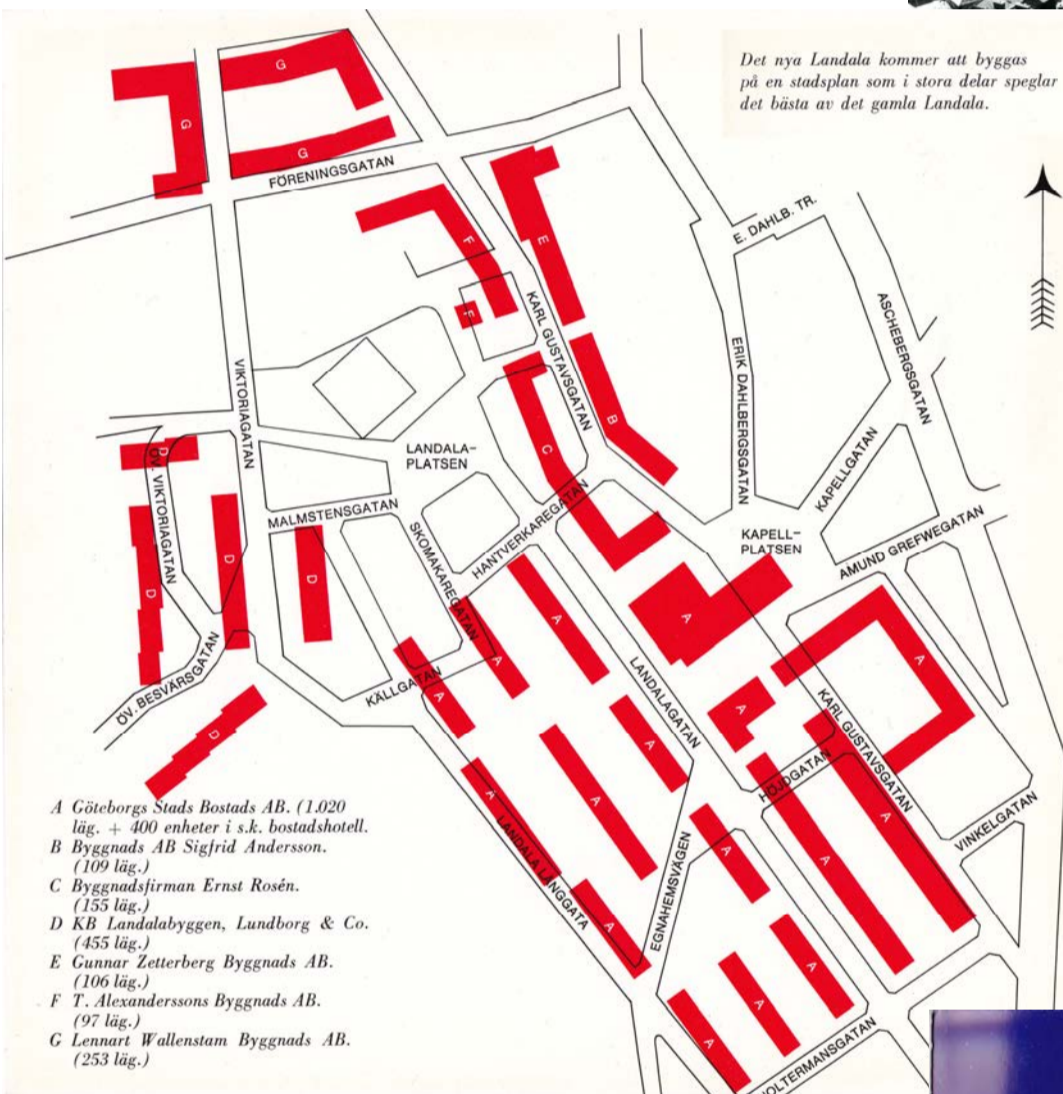 Det nya Landala kommer att byggas
på en stadsplan som i stora delar speglar
det bästa av det gamla Landala.
G
G
G
FÖRENINGSGATAN
E. DAHLB. TR.
F
E
F
KARL GUSTAVSGATAN
ASCHEBERGSGATAN
ERIK DAHLBERGSGATAN
VIKTORIAGATAN
B
C
LANDALA-
PLATSEN
KAPELLGATAN
D
ÖV. VIKTORIAGATAN
MALMSTENSGATAN
SKOMAKAREGATAN
HANTVERKAREGATAN
KAPELL-
PLATSEN
AMUND GREFWEGATAN
D
D
D
A
A
A
A
ÖV. BESVÄRSGATAN
KÄLLGATAN
A
LANDALAGATAN
A
KARL GUSTAVSGATAN
D
A
HÖJDGATAN
A
A
A
A
A
VINKELGATAN
LANDALA LÅNGGATA
EGNAHEMSVÄGEN
A
A
A
A
HOLTERMANSGATAN
A Göteborgs Stads Bostads AB. (1.020
läg. + 400 enheter i s.k. bostadshotell.
B Byggnads AB Sigfrid Andersson.
(109 läg.)
C Byggnadsfirman Ernst Rosén.
(155 läg.)
D KB Landalabyggen, Lundborg & Co.
(455 läg.)
E Gunnar Zetterberg Byggnads AB.
(106 läg.)
F T. Alexanderssons Byggnads AB.
(97 läg.)
G Lennart Wallenstam Byggnads AB.
(253 läg.)